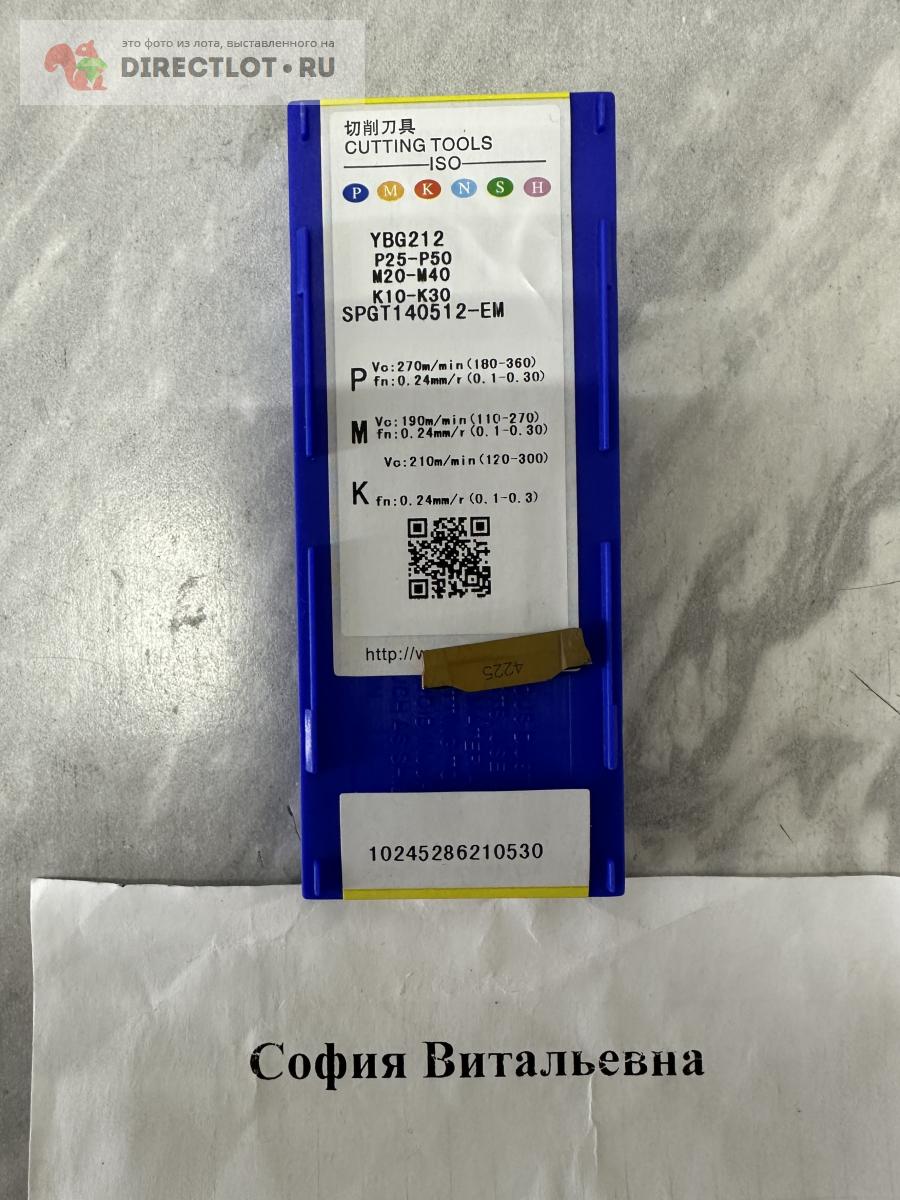 это фото из лота, выставленного на
DIRECTLOT.RU
切削刀具
CUTTING TOOLS
ISO
P M K N S H
YBG212
P25-P50
M20-M40
K10-K30
SPGT140512-EM
P Vc:270m/min(180-360)
fn:0.24mm/r(0.1-0.30)
M Vc:190m/min(110-270)
fn:0.24mm/r(0.1-0.30)
Vc:210m/min(120-300)
K fn:0.24mm/r(0.1-0.3)
http://w
4225
10245286210530
София Витальевна